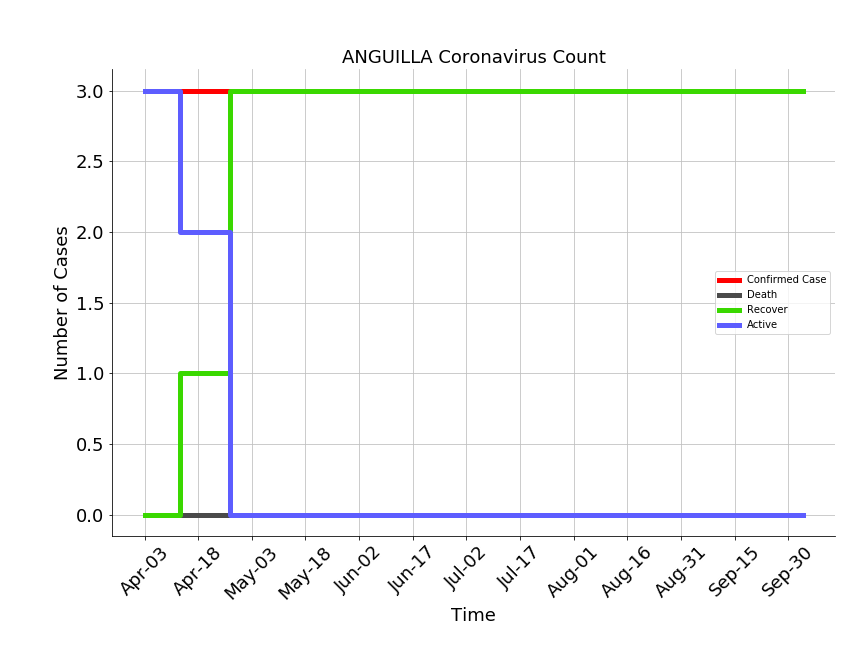 ANGUILLA Coronavirus Count
Number of Cases
3.0
2.5
2.0
1.5
1.0
0.5
0.0
Confirmed Case
Death
Recover
Active
Apr-03
Apr-18
May-03
May-18
Jun-02
Jun-17
Jul-02
Jul-17
Aug-01
Aug-16
Aug-31
Sep-15
Sep-30
Time